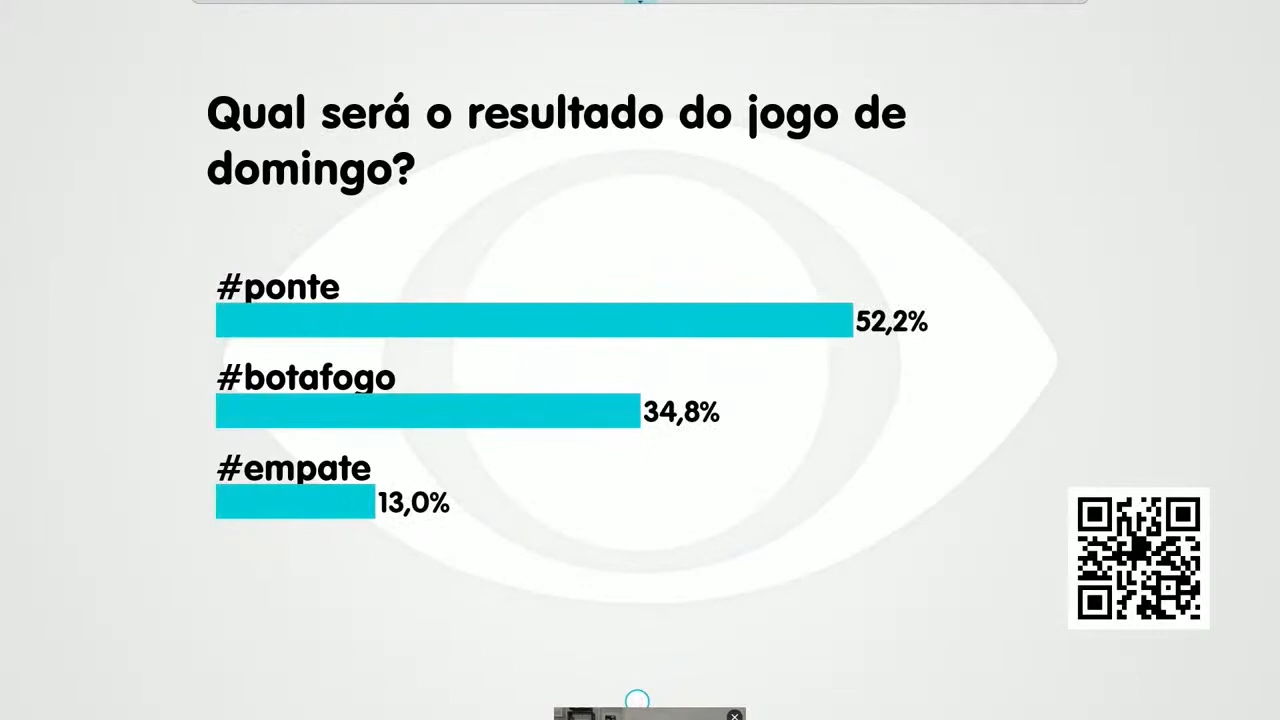 Qual será o resultado do jogo de
domingo?
#ponte
52,2%
#botafogo
34,8%
#empate
13,0%